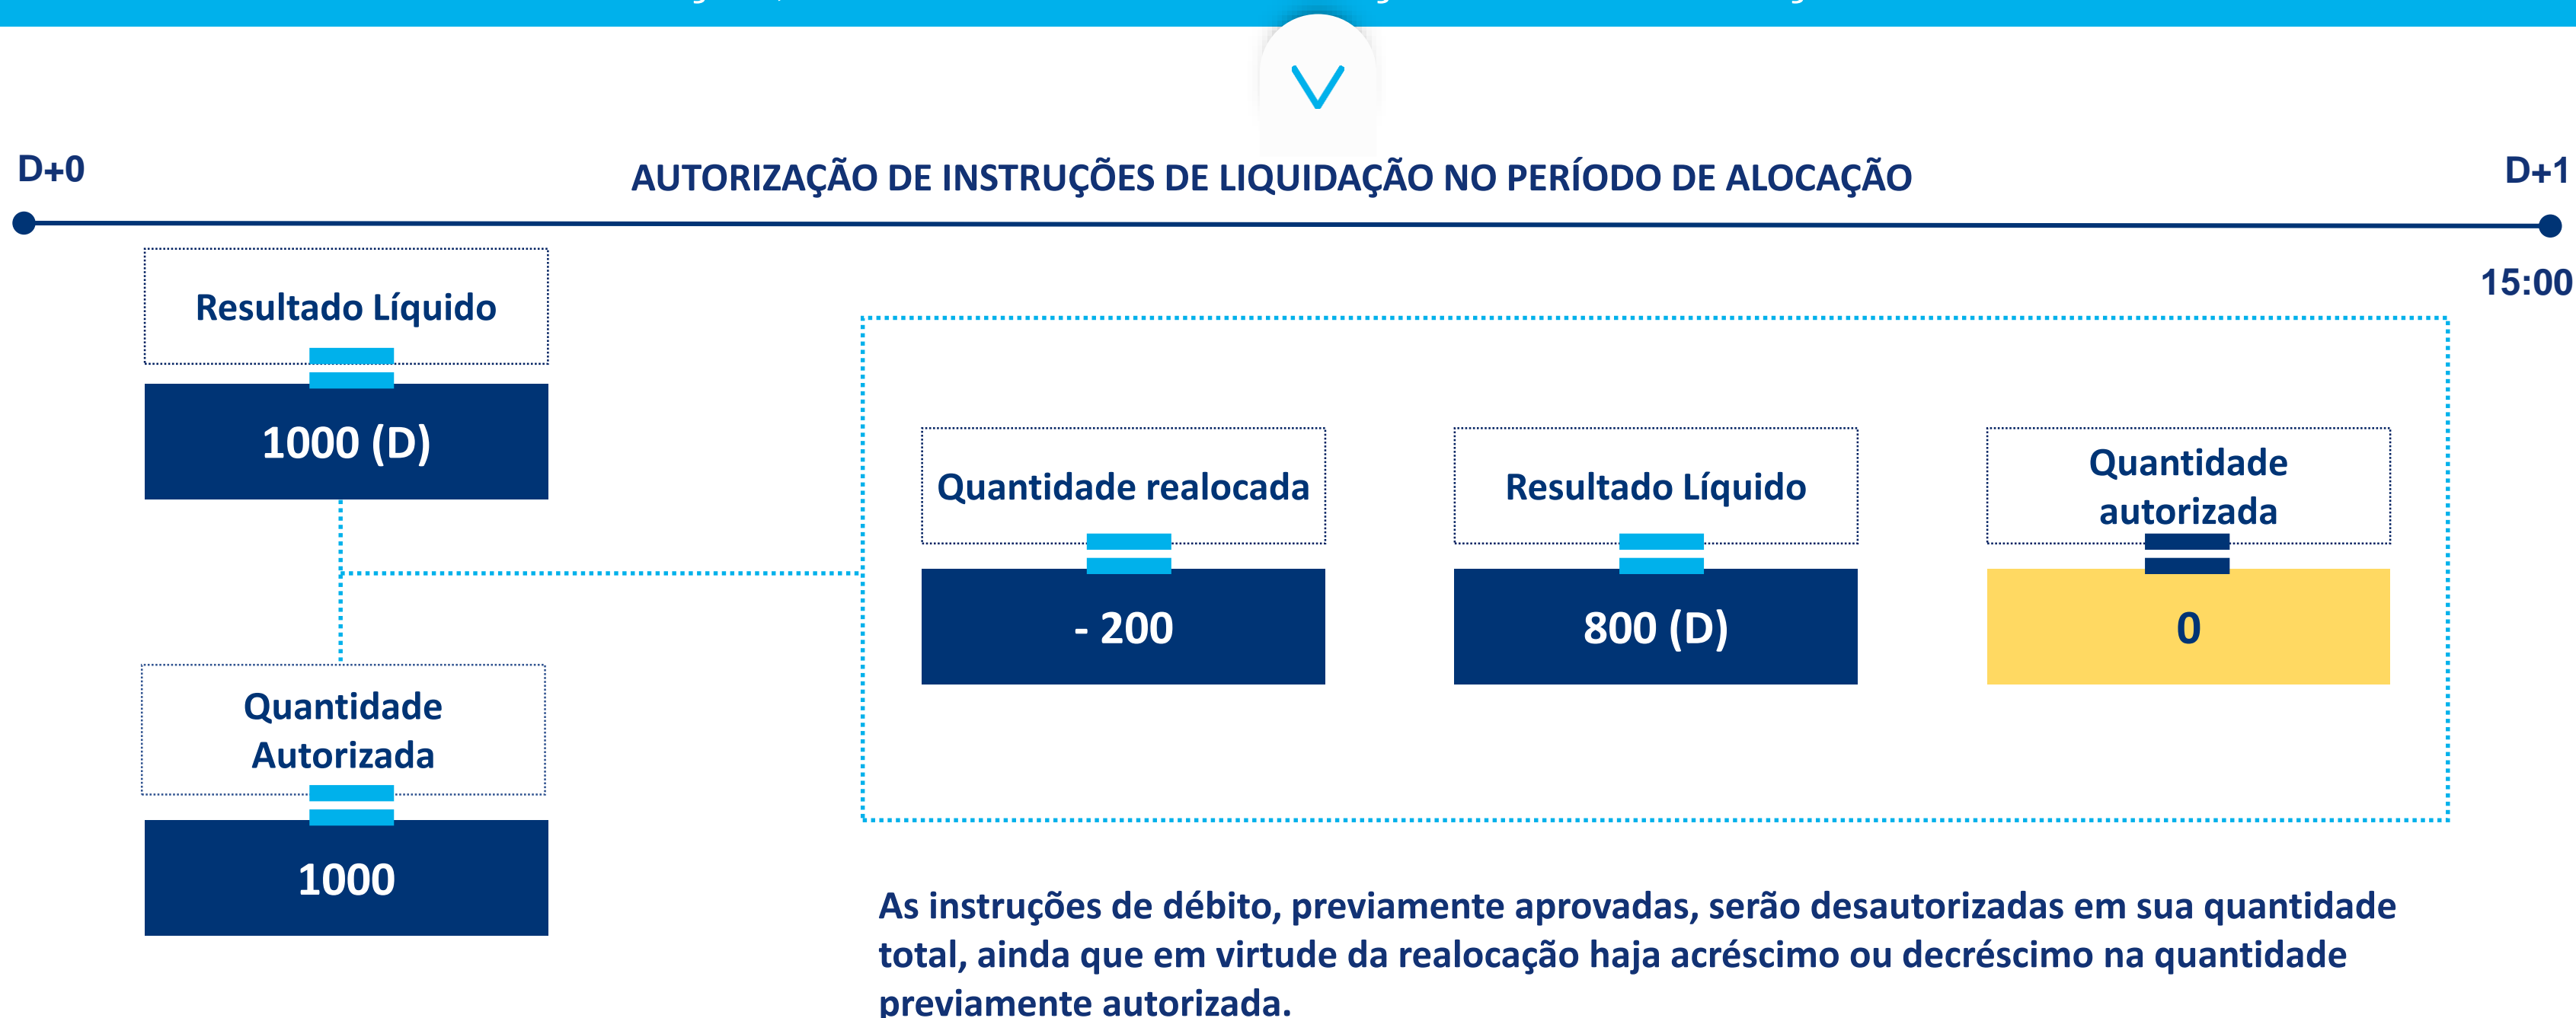 D+0
AUTORIZAÇÃO DE INSTRUÇÕES DE LIQUIDAÇÃO NO PERÍODO DE ALOCAÇÃO
D+1
15:00
Resultado Líquido
1000 (D)
Quantidade
Autorizada
1000
Quantidade realocada
- 200
Resultado Líquido
800 (D)
Quantidade
autorizada
0
As instruções de débito, previamente aprovadas, serão desautorizadas em sua quantidade
total, ainda que em virtude da realocação haja acréscimo ou decréscimo na quantidade
previamente autorizada.